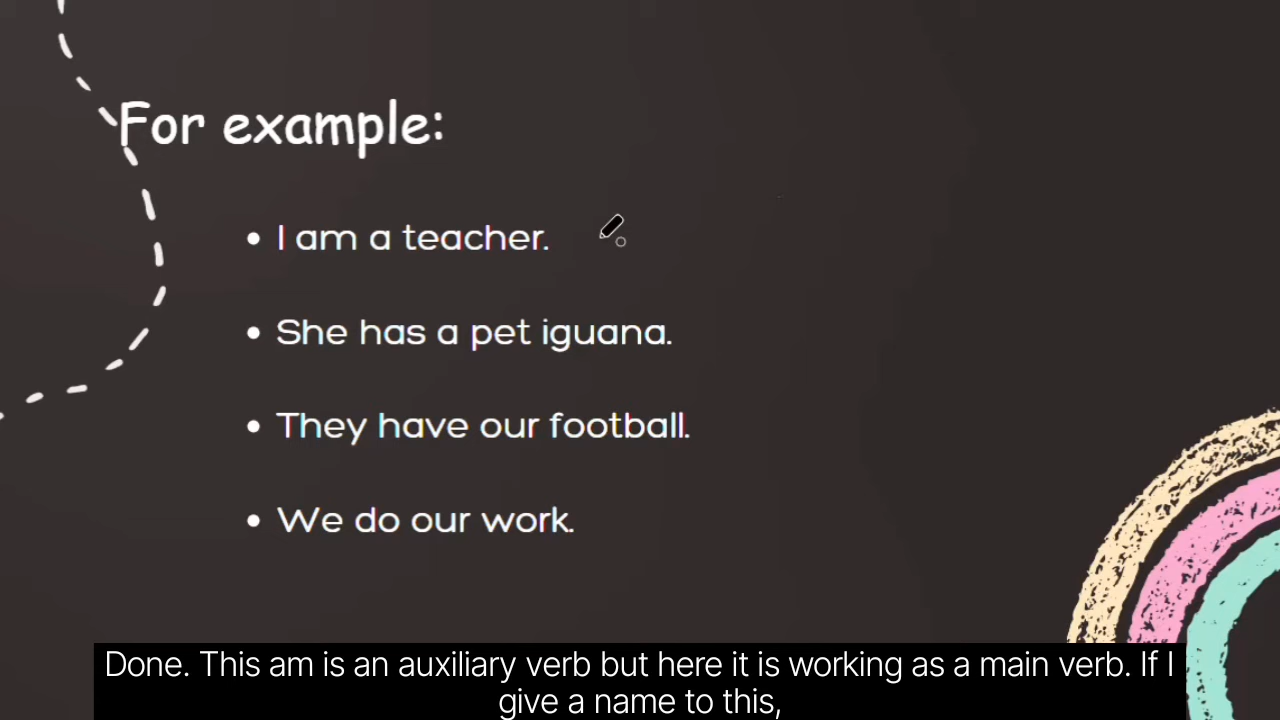 For example:
• I am a teacher.
• She has a pet iguana.
• They have our football.
• We do our work.
Done. This am is an auxiliary verb but here it is working as a main verb. If I
give a name to this,